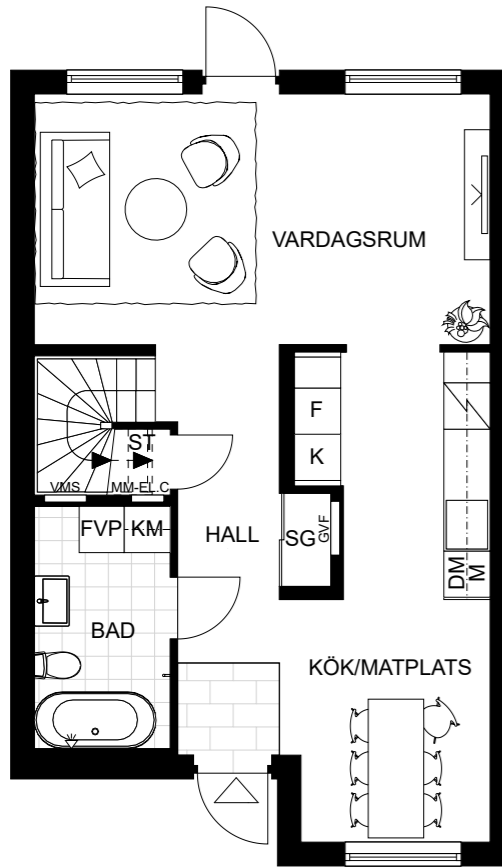 VARDAGSRUM
F
ST
K
VMS MM-EL.C
FVP KM HALL SG GVF
DM
M
BAD
KÖK/MATPLATS